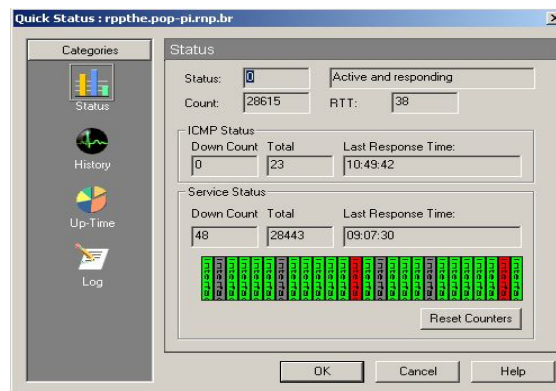 Quick Status : rppthe.pop-pi.rnp.br
Categories
Status
History
Up-Time
Log
Status
Status: 0 Active and responding
Count: 28615 RTT: 38
ICMP Status
Down Count Total Last Response Time:
0 23 10:49:42
Service Status
Down Count Total Last Response Time:
48 28443 09:07:30
Reset Counters
OK Cancel Help